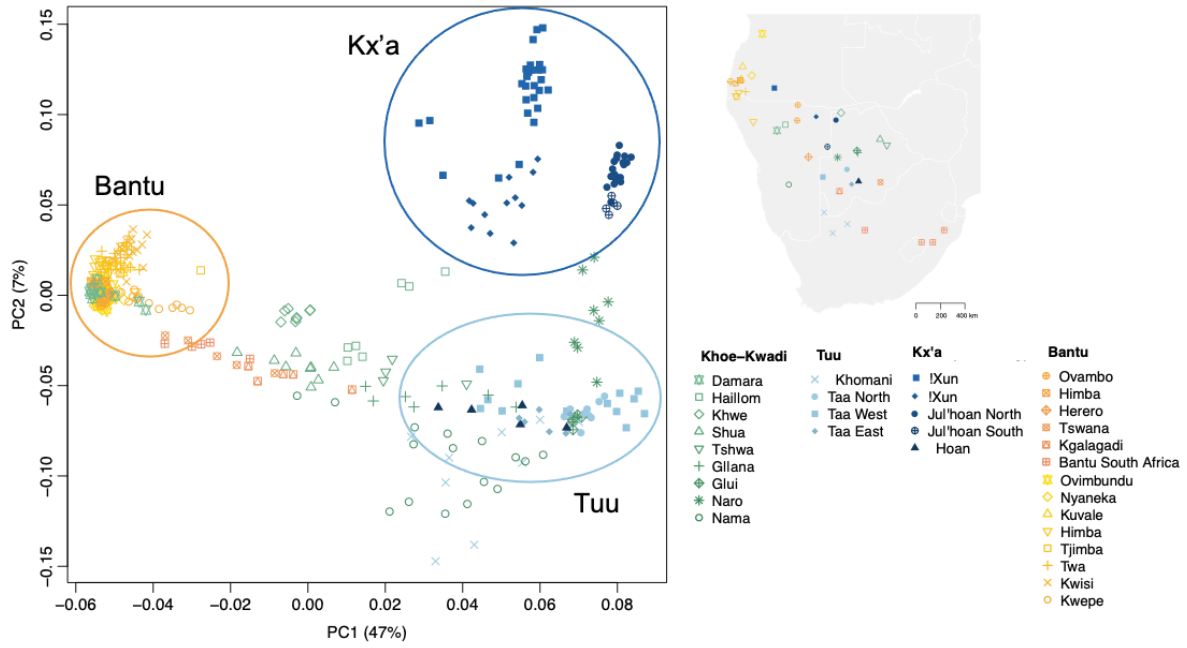 0.15
0.10
0.05
0.00
−0.05
−0.10
−0.15
PC2 (7%)
−0.06 −0.04 −0.02 0.00 0.02 0.04 0.06 0.08
PC1 (47%)
Kx'a
Bantu
Tuu
0 200 400 km
Khoe−Kwadi
Damara
Haillom
Khwe
Shua
Tshwa
Gllana
Glui
Naro
Nama
Tuu
Khomani
Taa North
Taa West
Taa East
Kx'a
!Xun
!Xun
Jul'hoan North
Jul'hoan South
Hoan
Bantu
Ovambo
Himba
Herero
Tswana
Kgalagadi
Bantu South Africa
Ovimbundu
Nyaneka
Kuvale
Himba
Tjimba
Twa
Kwisi
Kwepe